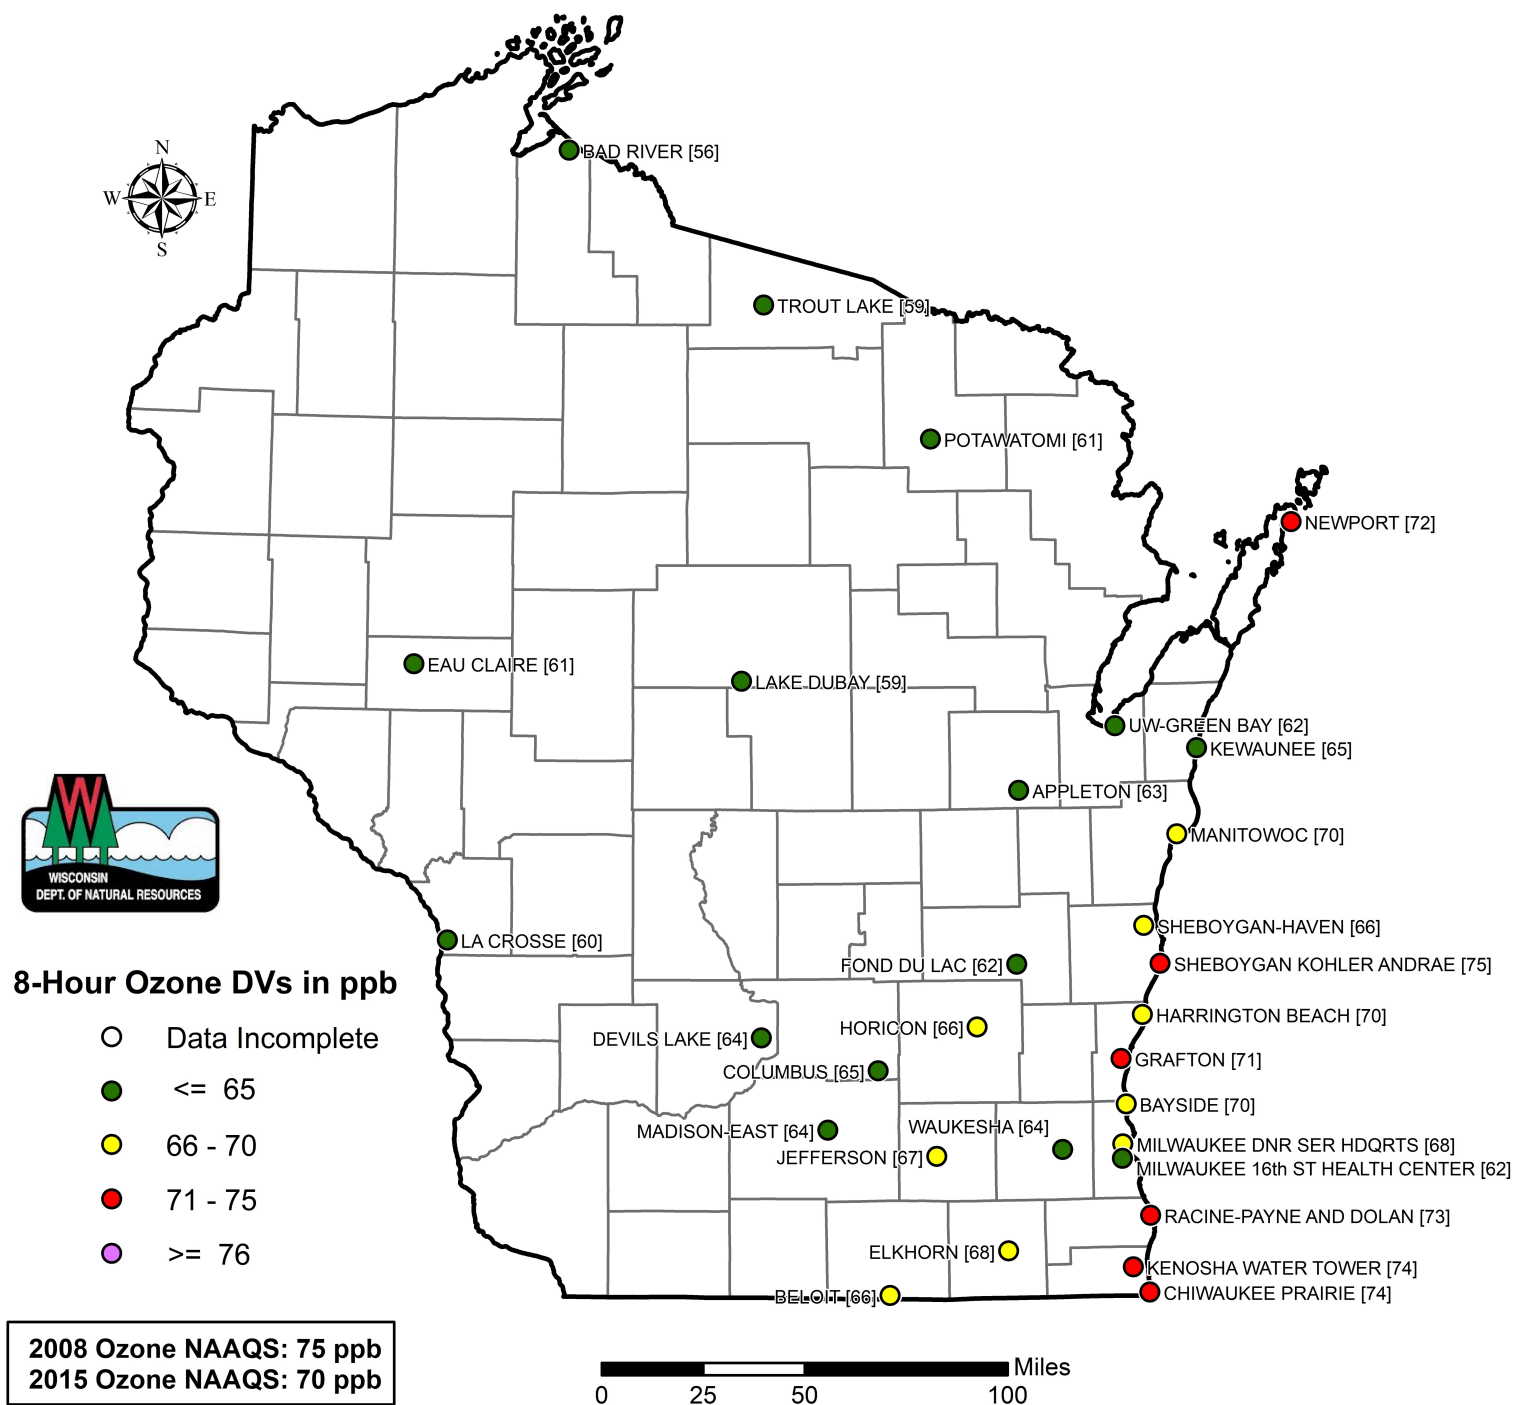 BAD RIVER [56]
N
W
E
S
TROUT LAKE [59]
POTAWATOMI [61]
NEWPORT [72]
EAU CLAIRE [61]
LAKE DUBAY [59]
UW-GREEN BAY [62]
KEWAUNEE [65]
APPLETON [63]
MANITOWOC [70]
W
WISCONSIN
DEPT. OF NATURAL RESOURCES
SHEBOYGAN-HAVEN [66]
LA CROSSE [60]
FOND DU LAC [62]
SHEBOYGAN KOHLER ANDRAE [75]
HARRINGTON BEACH [70]
HORICON [66]
DEVILS LAKE [64]
GRAFTON [71]
COLUMBUS [65]
BAYSIDE [70]
WAUKESHA [64]
MADISON-EAST [64]
MILWAUKEE DNR SER HDQRTS [68]
JEFFERSON [67]
MILWAUKEE 16th ST HEALTH CENTER [62]
RACINE-PAYNE AND DOLAN [73]
ELKHORN [68]
KENOSHA WATER TOWER [74]
CHIWAUKEE PRAIRIE [74]
BELOIT [66]
8-Hour Ozone DVs in ppb
Data Incomplete
<= 65
66 - 70
71 - 75
>= 76
2008 Ozone NAAQS: 75 ppb
2015 Ozone NAAQS: 70 ppb
Miles
0 25 50 100